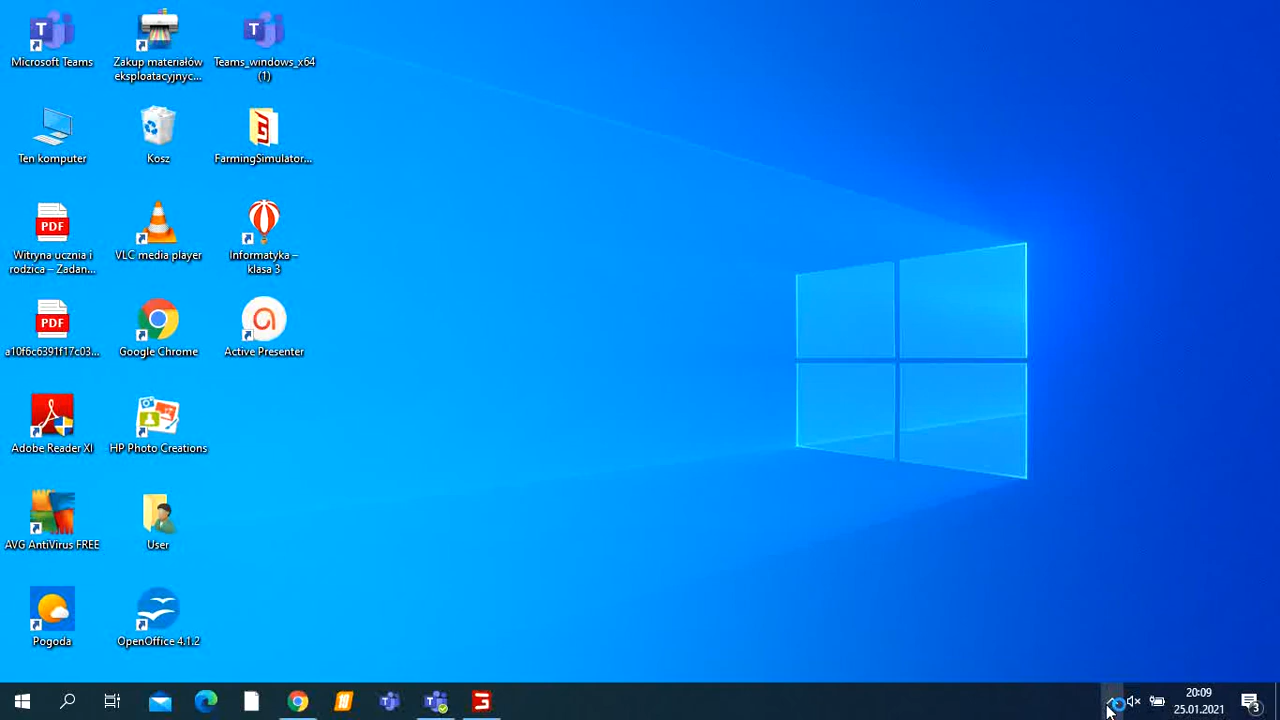 Microsoft Teams
Zakup materiałów
eksploatacyjnyc...
Teams_windows_x64
(1)
Ten komputer
Kosz
FarmingSimulator...
PDF
Witryna ucznia i
rodzica – Zadan...
VLC media player
Informatyka –
klasa 3
PDF
a10f6c6391f17c03...
Google Chrome
Active Presenter
Adobe Reader XI
HP Photo Creations
AVG AntiVirus FREE
User
Pogoda
OpenOffice 4.1.2
20:09
25.01.2021
3